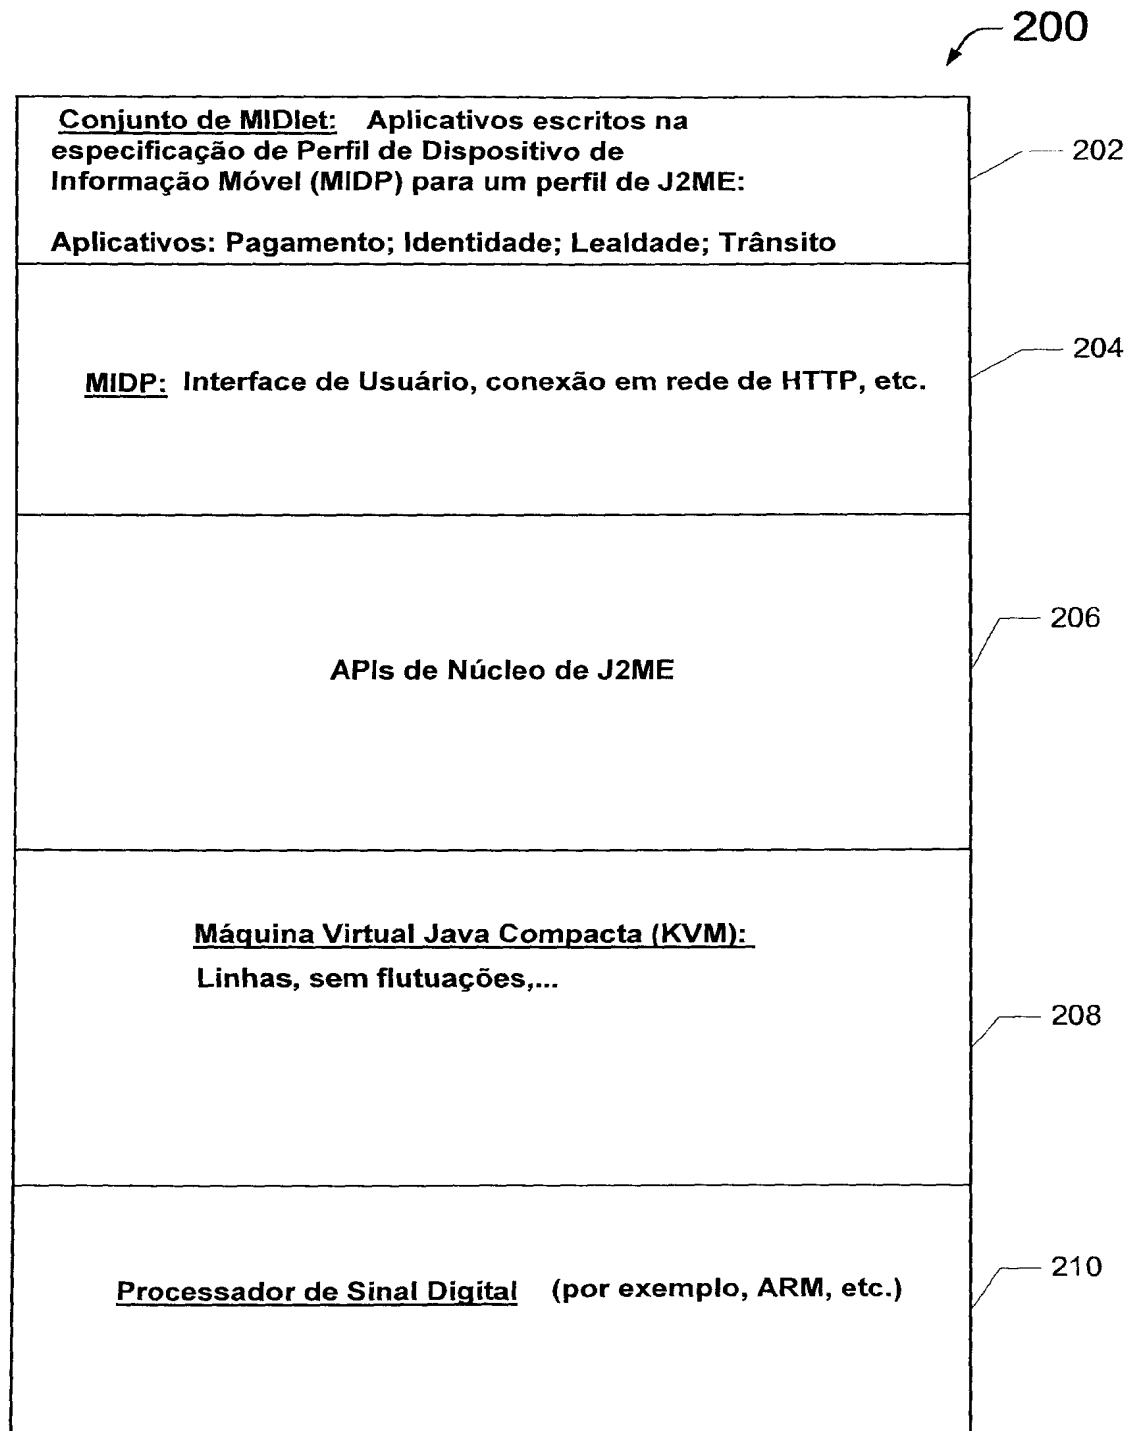 200
Conjunto de MIDlet: Aplicativos escritos na
especificação de Perfil de Dispositivo de
Informação Móvel (MIDP) para um perfil de J2ME:
Aplicativos: Pagamento; Identidade; Lealdade; Trânsito
202
MIDP: Interface de Usuário, conexão em rede de HTTP, etc.
204
APIs de Núcleo de J2ME
206
Máquina Virtual Java Compacta (KVM):
Linhas, sem flutuações,...
208
Processador de Sinal Digital (por exemplo, ARM, etc.)
210